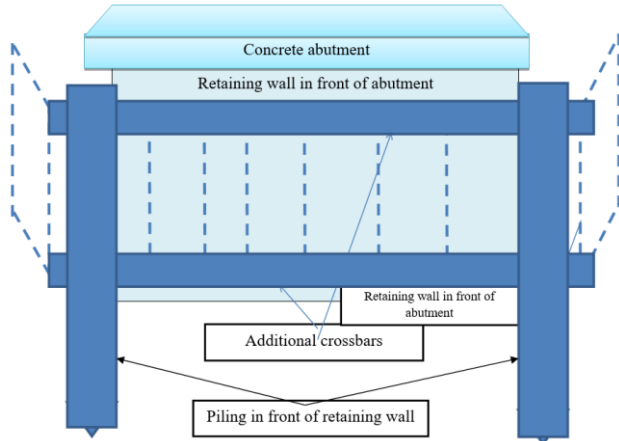 Concrete abutment
Retaining wall in front of abutment
Retaining wall in front of
abutment
Additional crossbars
Piling in front of retaining wall